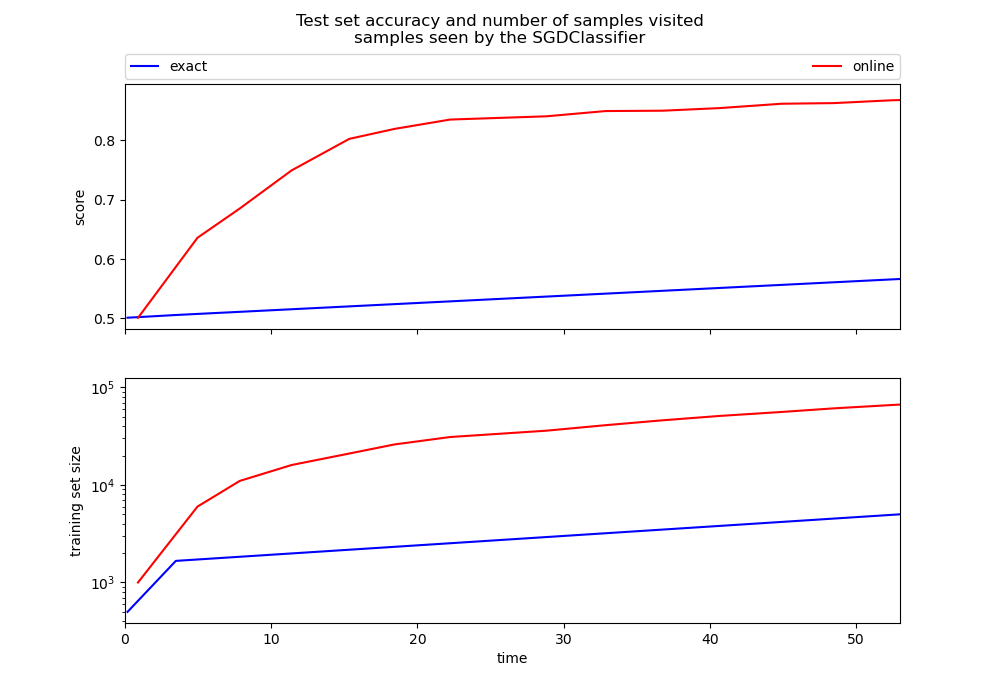 Test set accuracy and number of samples visited
samples seen by the SGDClassifier
exact online
0.8
0.7
0.6
0.5
score
10⁵
10⁴
10³
training set size
0 10 20 30 40 50
time